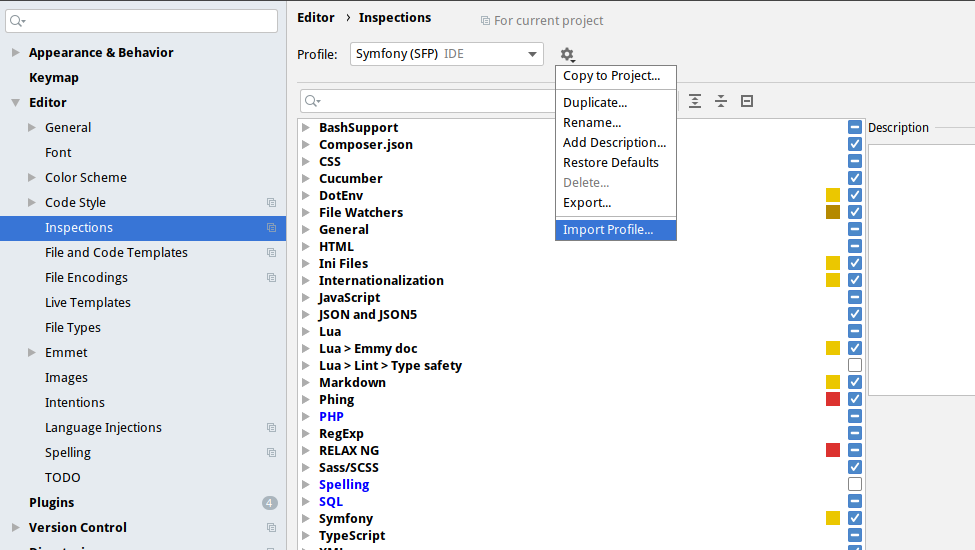 Editor › Inspections For current project
Profile: Symfony (SFP) IDE
Appearance & Behavior
Keymap
Editor
General
Font
Color Scheme
Code Style
Inspections
File and Code Templates
File Encodings
Live Templates
File Types
Emmet
Images
Intentions
Language Injections
Spelling
TODO
Plugins 4
Version Control
Copy to Project...
Duplicate...
Rename...
Add Description...
Restore Defaults
Delete...
Export...
Import Profile...
BashSupport
Composer.json
CSS
Cucumber
DotEnv
File Watchers
General
HTML
Ini Files
Internationalization
JavaScript
JSON and JSON5
Lua
Lua > Emmy doc
Lua > Lint > Type safety
Markdown
Phing
PHP
RegExp
RELAX NG
Sass/SCSS
Spelling
SQL
Symfony
TypeScript
Description